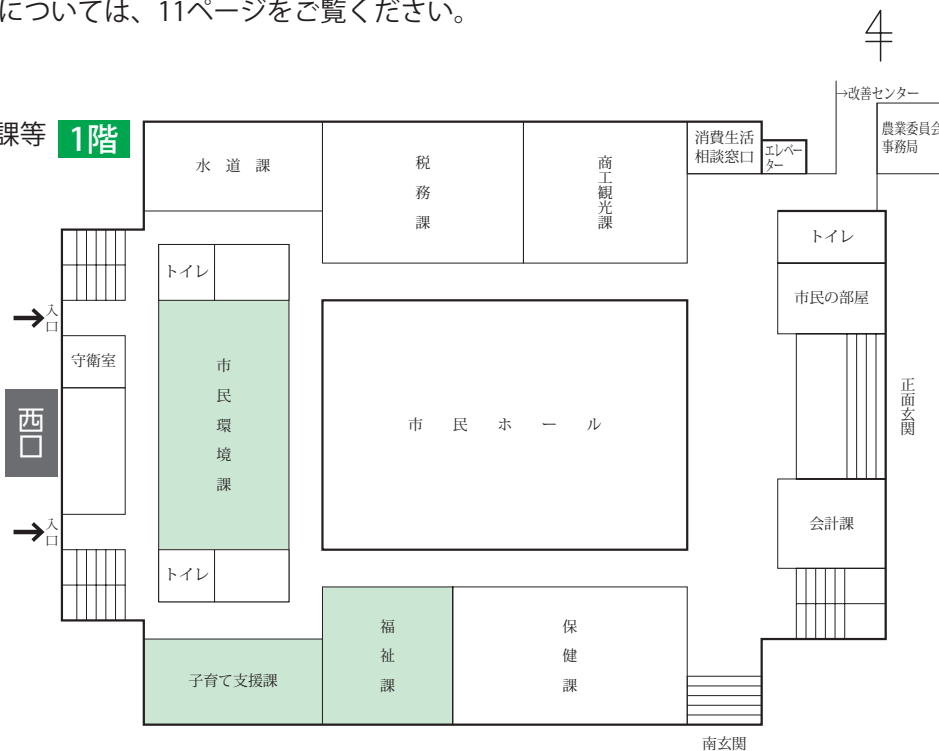 については、11ページをご覧ください。
→改善センター
課等 1階
農業委員会
事務局
消費生活
相談窓口
エレベー
ター
水道課
税務課
商工観光課
トイレ
トイレ
市民の部屋
入口
守衛室
市民環境課
市民ホール
正面玄関
西口
入口
会計課
トイレ
福祉課
保健課
子育て支援課
南玄関